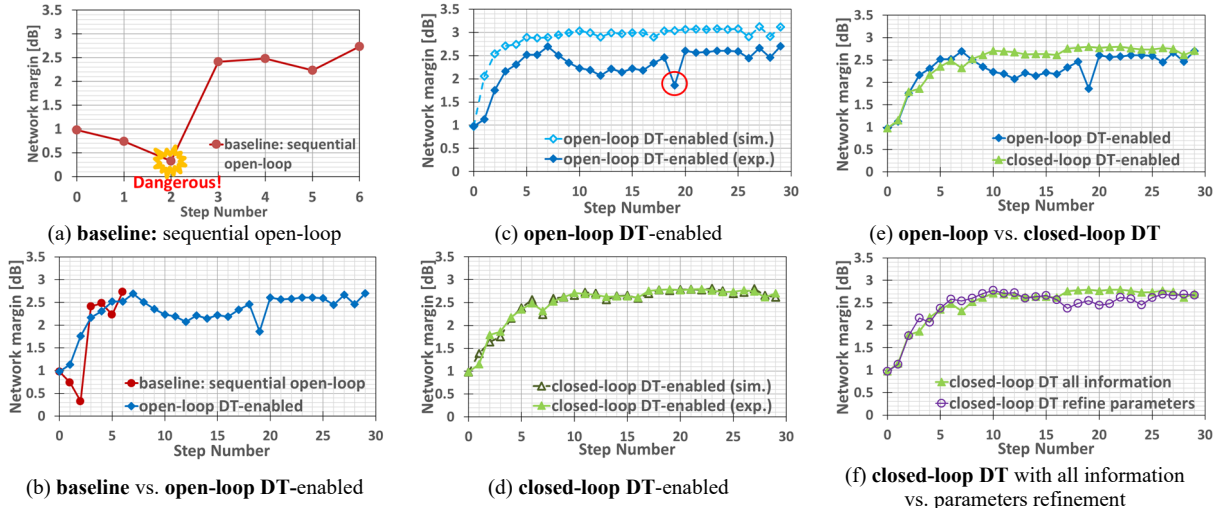 Network margin [dB]
3.5
3
2.5
2
1.5
1
0.5
0
baseline: sequential
open-loop
Dangerous!
0 1 2 3 4 5 6
Step Number
(a) baseline: sequential open-loop
Network margin [dB]
3.5
3
2.5
2
1.5
1
0.5
0
open-loop DT-enabled (sim.)
open-loop DT-enabled (exp.)
0 5 10 15 20 25 30
Step Number
(c) open-loop DT-enabled
Network margin [dB]
3.5
3
2.5
2
1.5
1
0.5
0
open-loop DT-enabled
closed-loop DT-enabled
0 5 10 15 20 25 30
Step Number
(e) open-loop vs. closed-loop DT
Network margin [dB]
3.5
3
2.5
2
1.5
1
0.5
0
baseline: sequential open-loop
open-loop DT-enabled
0 5 10 15 20 25 30
Step Number
(b) baseline vs. open-loop DT-enabled
Network margin [dB]
3.5
3
2.5
2
1.5
1
0.5
0
closed-loop DT-enabled (sim.)
closed-loop DT-enabled (exp.)
0 5 10 15 20 25 30
Step Number
(d) closed-loop DT-enabled
Network margin [dB]
3.5
3
2.5
2
1.5
1
0.5
0
closed-loop DT all information
closed-loop DT refine parameters
0 5 10 15 20 25 30
Step Number
(f) closed-loop DT with all information
vs. parameters refinement